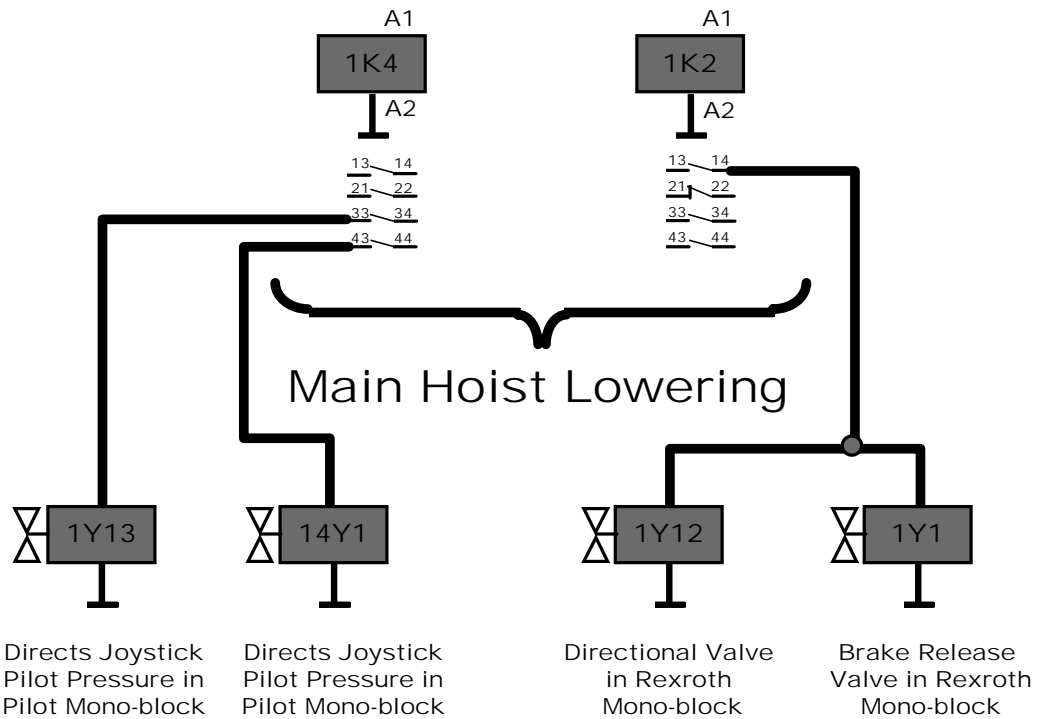 A1 A1
1K4 1K2
A2 A2
13 14 13 14
21 22 21 22
33 34 33 34
43 44 43 44
Main Hoist Lowering
1Y13 14Y1 1Y12 1Y1
Directs Joystick
Pilot Pressure in
Pilot Mono-block
Directs Joystick
Pilot Pressure in
Pilot Mono-block
Directional Valve
in Rexroth
Mono-block
Brake Release
Valve in Rexroth
Mono-block